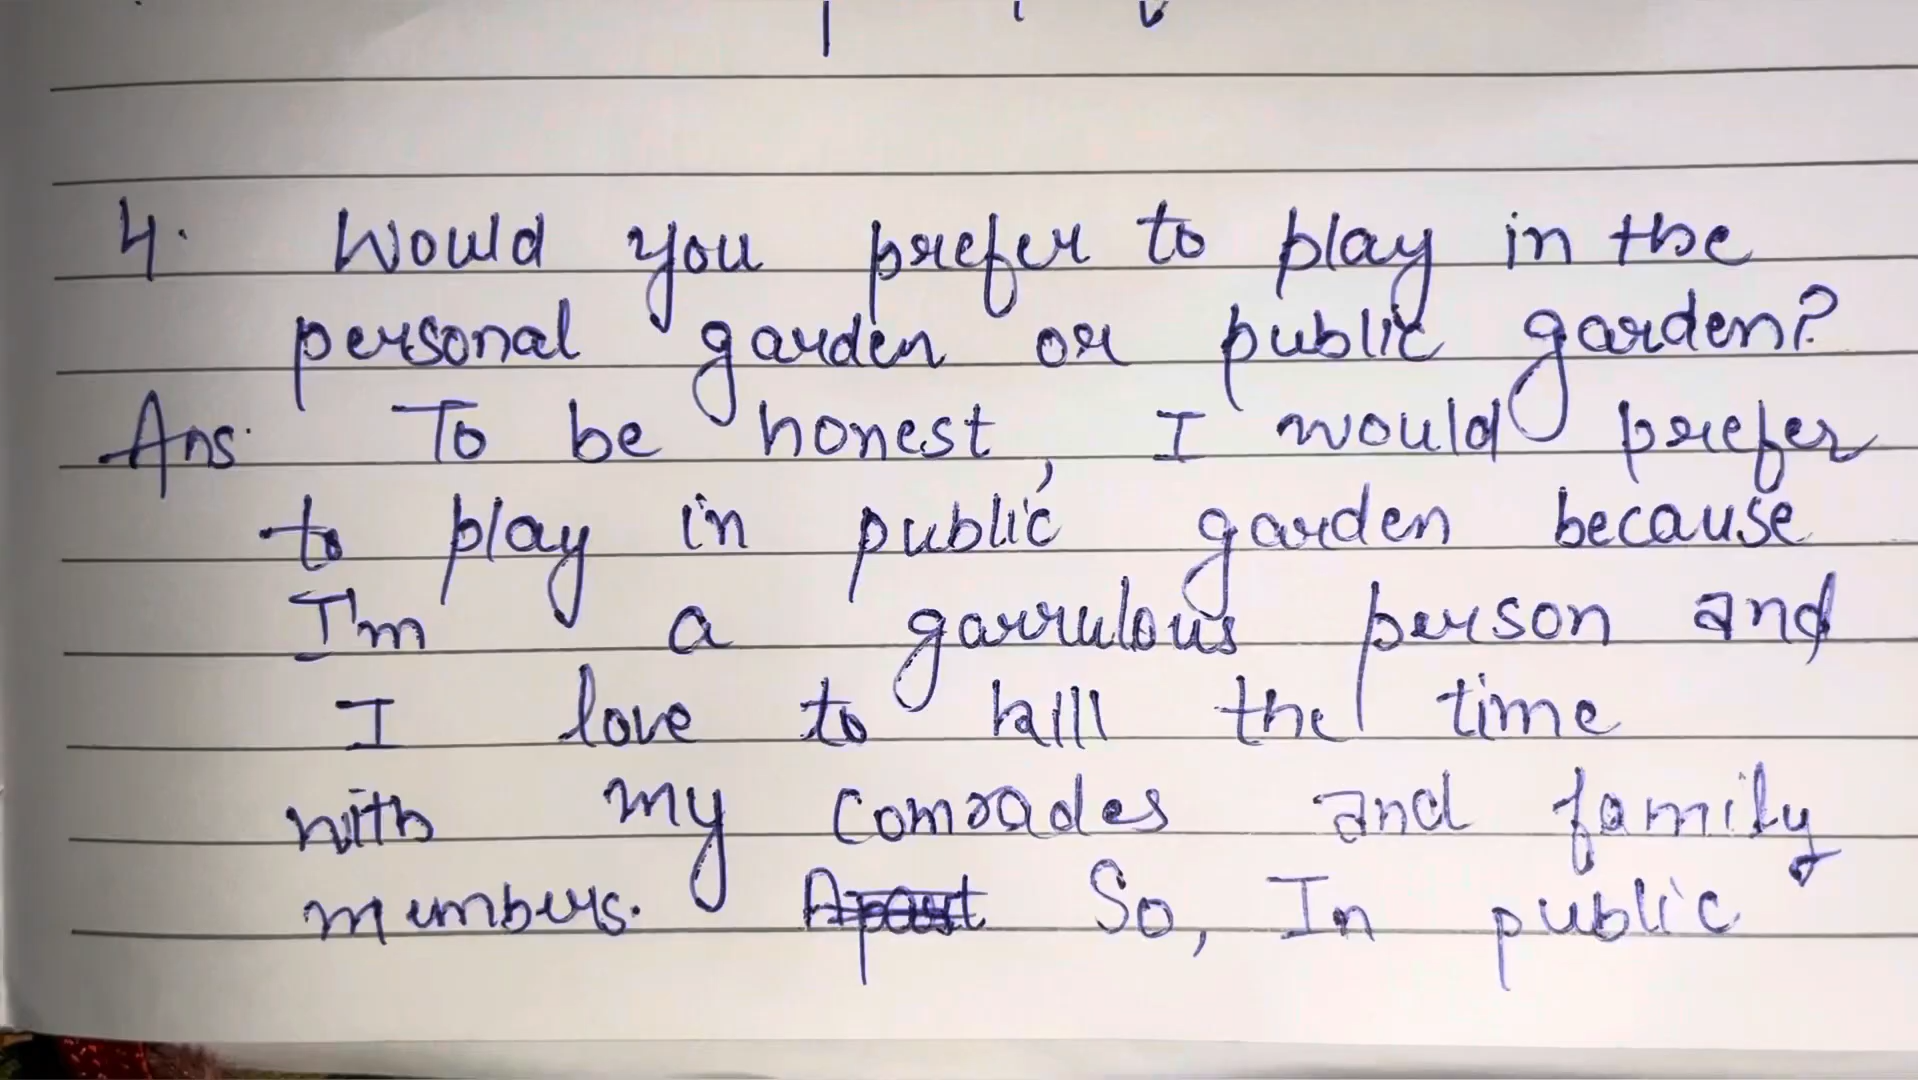 4. Would you prefer to play in the
personal garden or public garden?
Ans. To be honest, I would prefer
to play in public garden because
I'm a garrulous person and
I love to kill the time
with my comrades and family
members. Apart So, In public